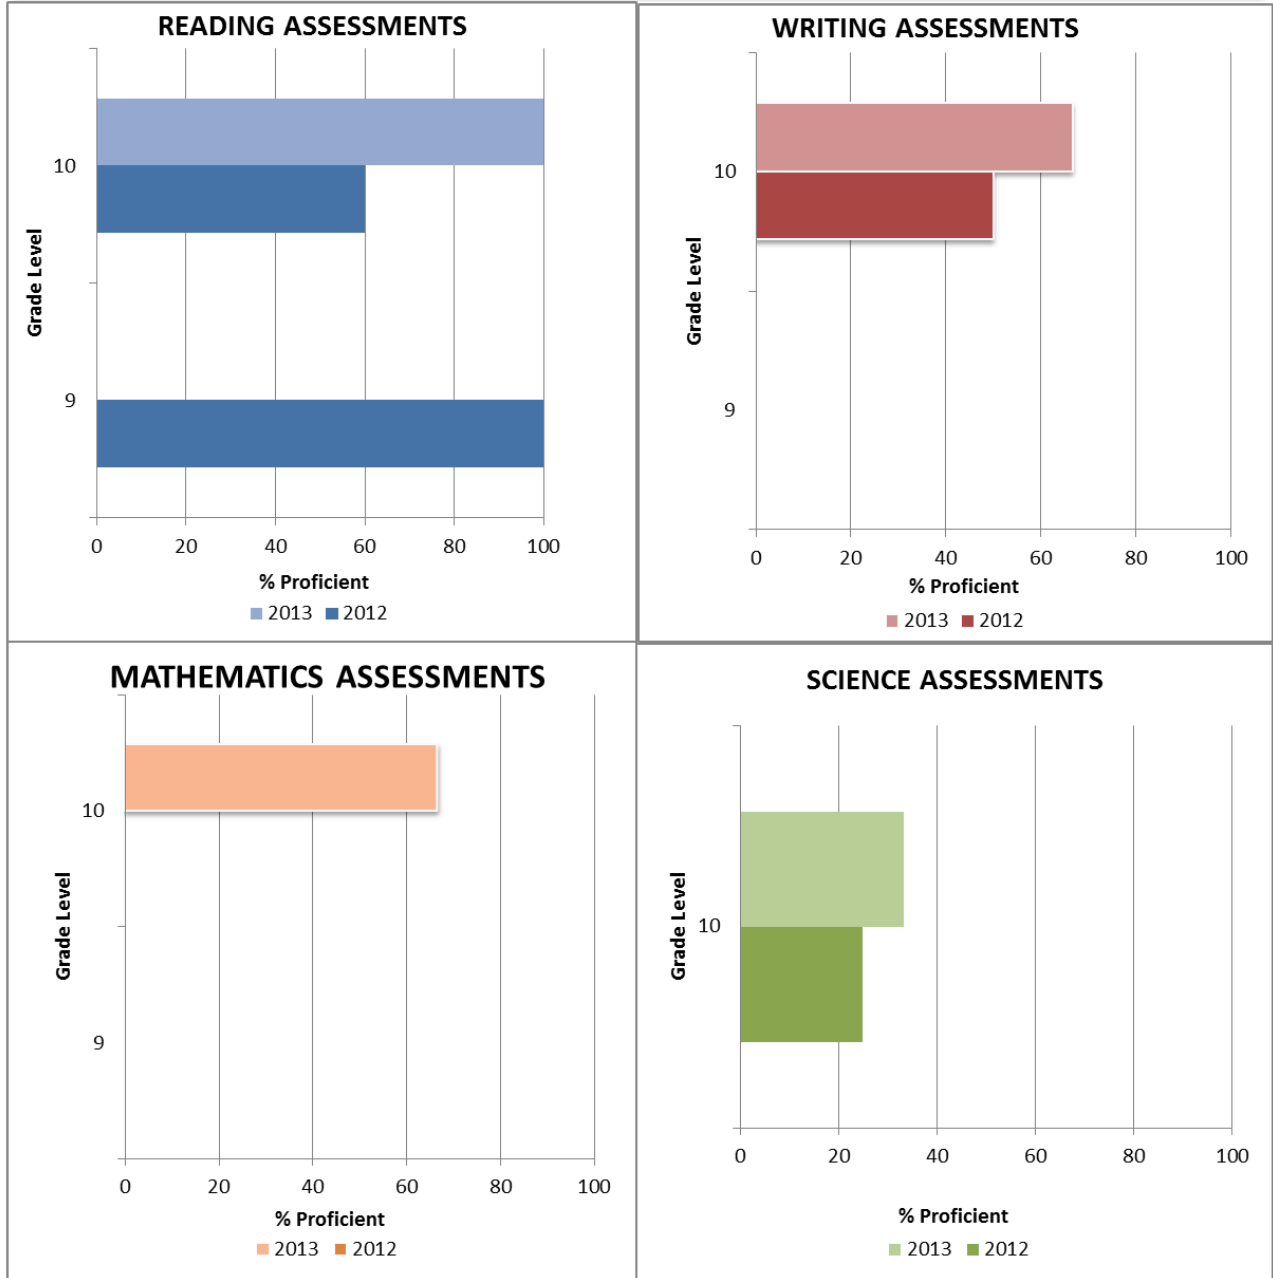 READING ASSESSMENTS
10
9
Grade Level
0 20 40 60 80 100
% Proficient
2013 2012
WRITING ASSESSMENTS
10
9
Grade Level
0 20 40 60 80 100
% Proficient
2013 2012
MATHEMATICS ASSESSMENTS
10
9
Grade Level
0 20 40 60 80 100
% Proficient
2013 2012
SCIENCE ASSESSMENTS
10
Grade Level
0 20 40 60 80 100
% Proficient
2013 2012